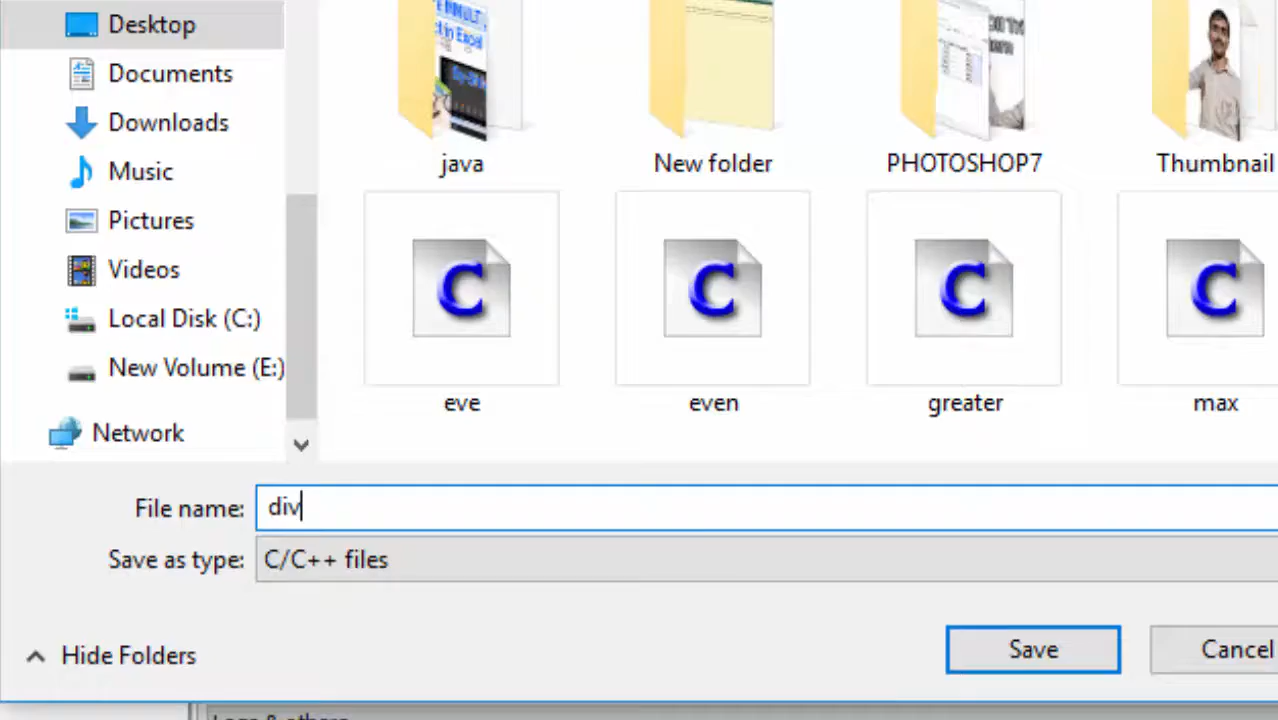 Desktop
Documents
Downloads
Music
Pictures
Videos
Local Disk (C:)
New Volume (E:)
Network
java
New folder
PHOTOSHOP7
Thumbnail
eve
even
greater
max
File name: div
Save as type: C/C++ files
Hide Folders
Save
Cancel